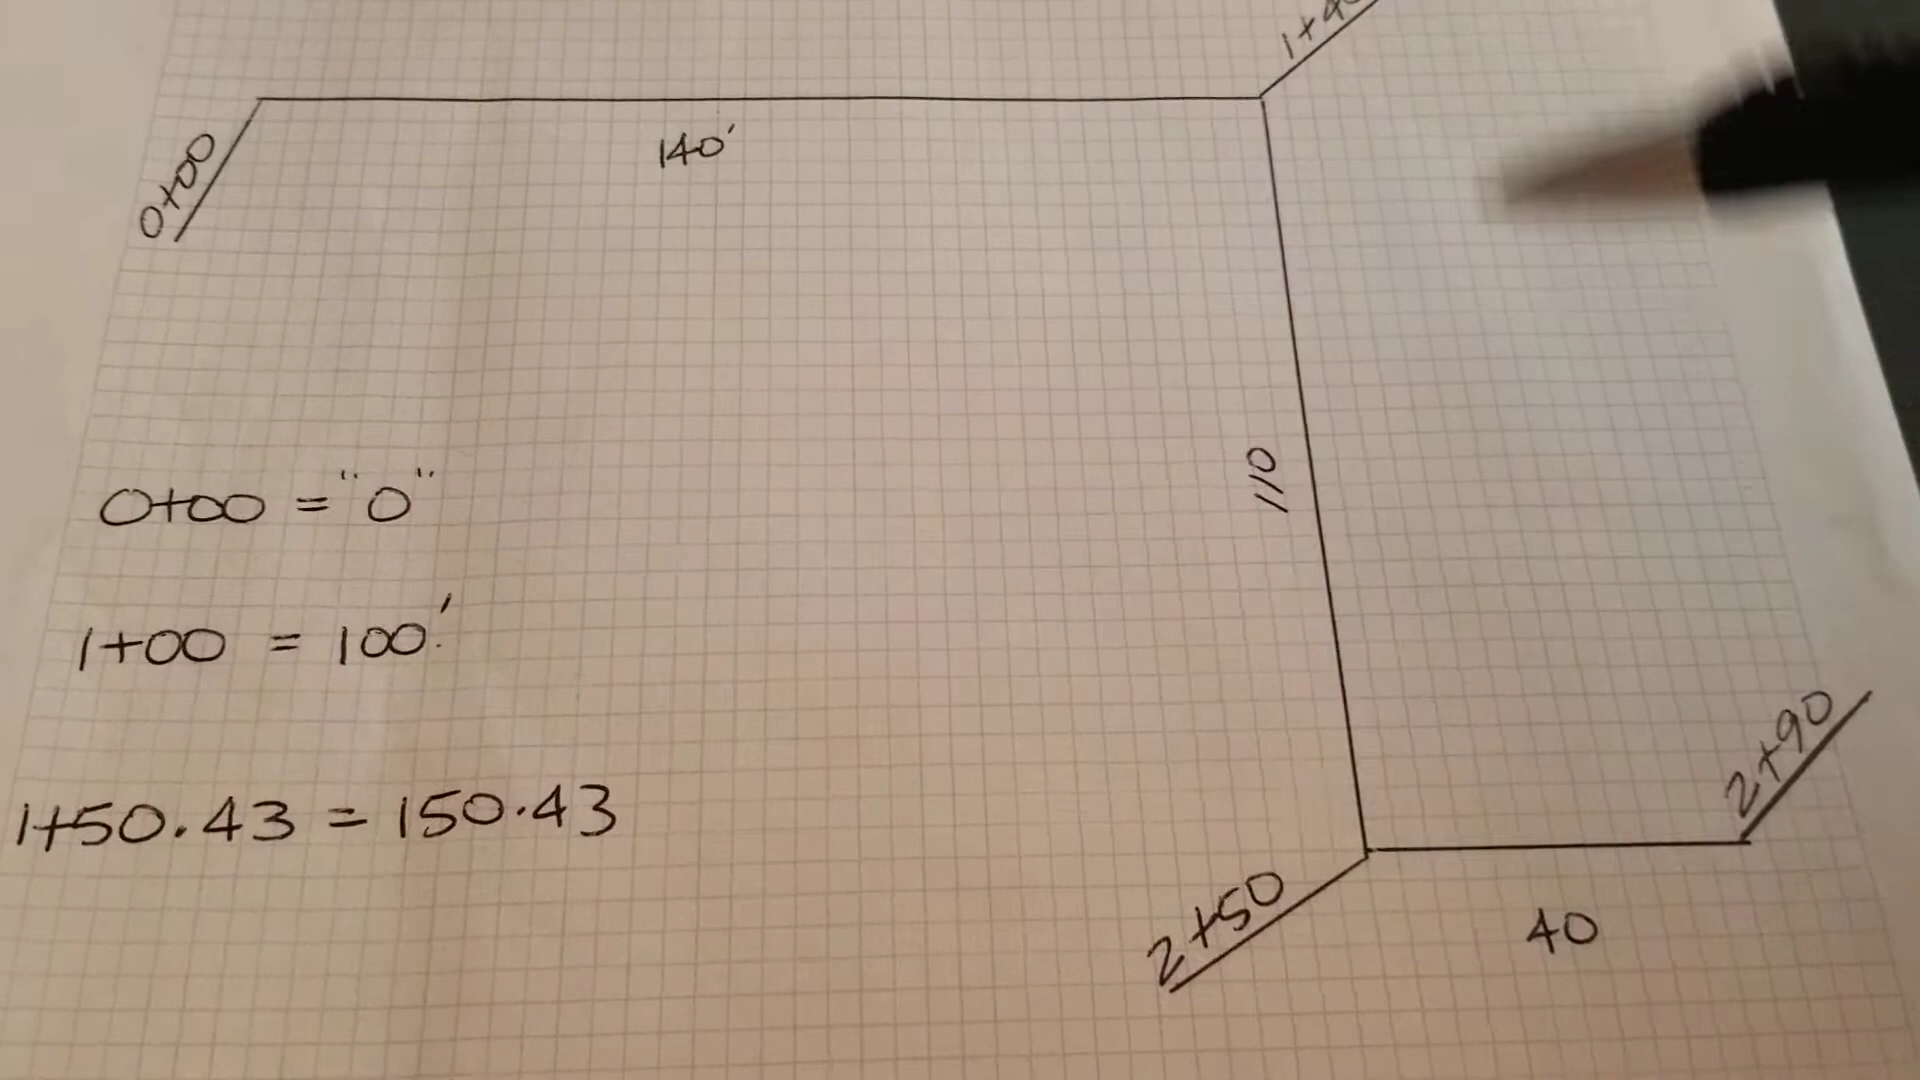 1+4
0+00
140'
110
0+00 = "0"
1+00 = 100'
2+90
1+50.43 = 150.43
2+50
40